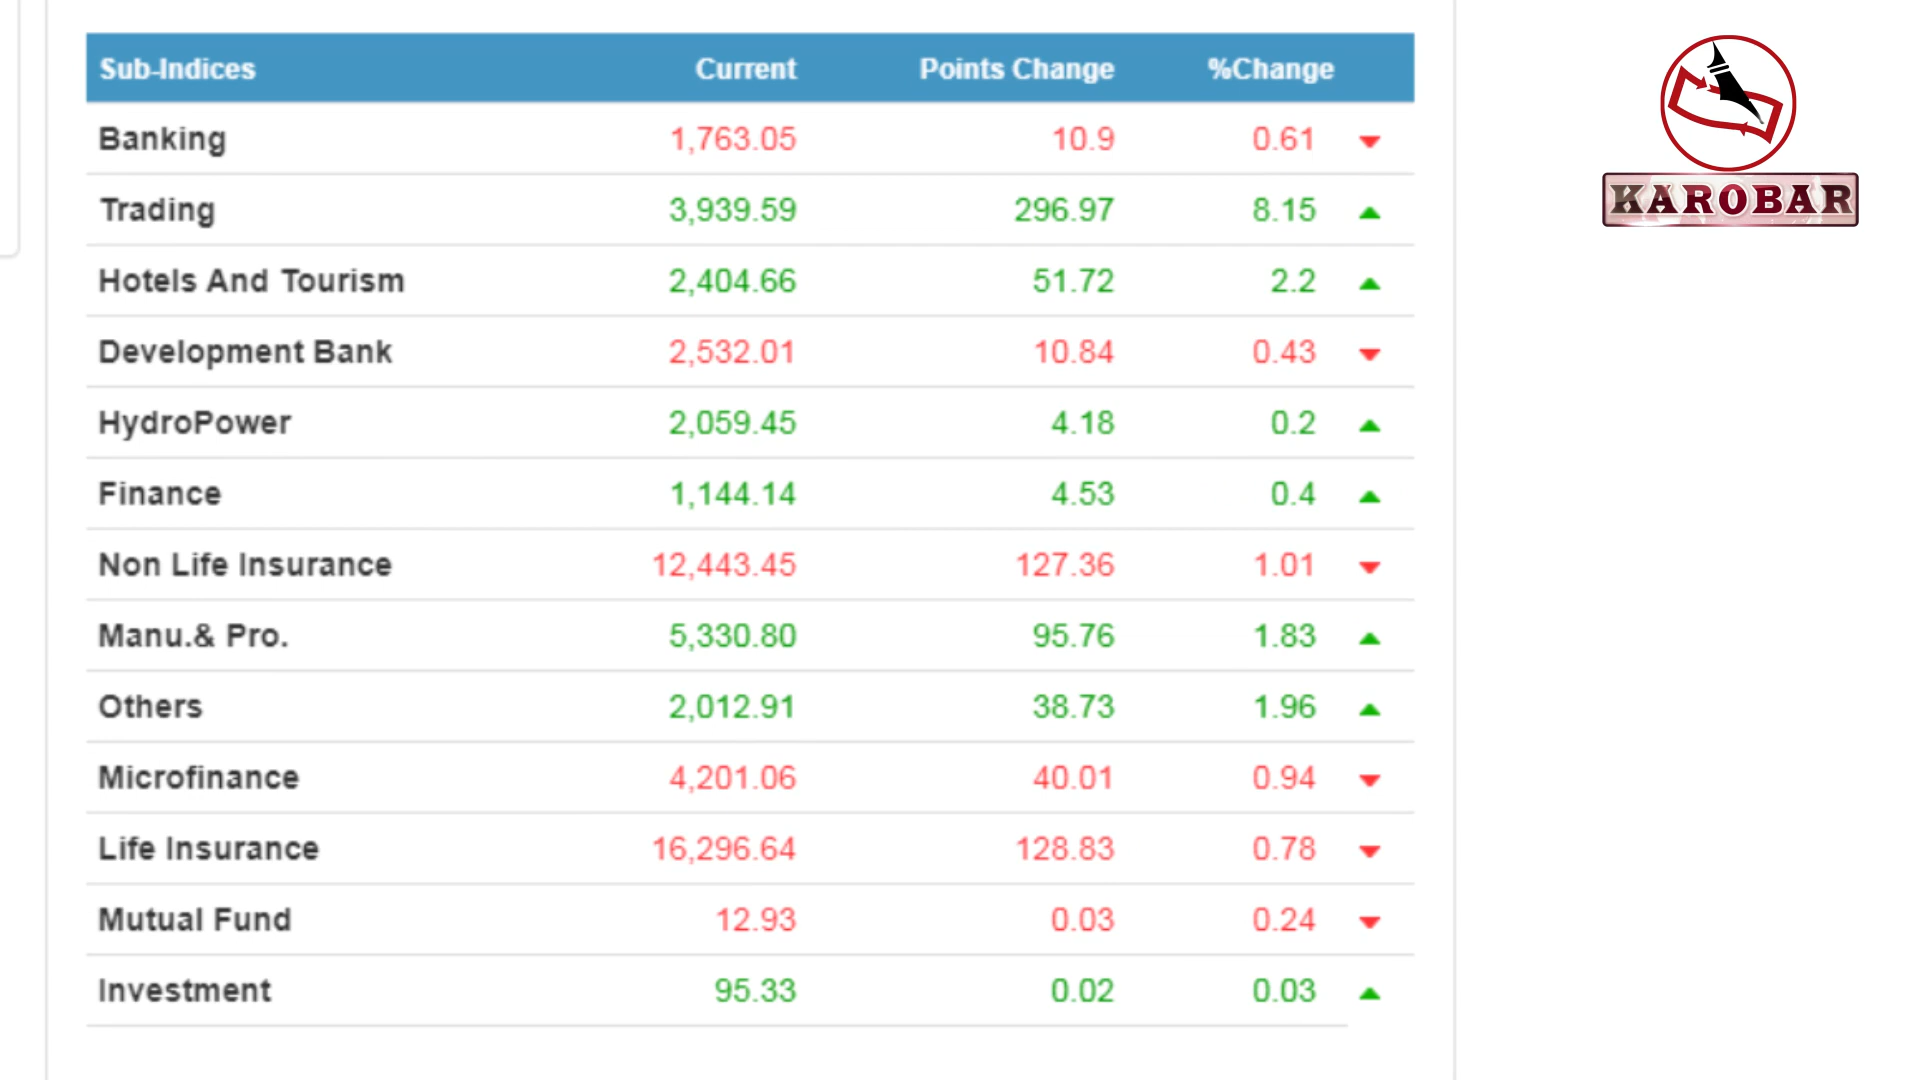 Sub-Indices Current Points Change %Change
Banking 1,763.05 10.9 0.61
Trading 3,939.59 296.97 8.15
Hotels And Tourism 2,404.66 51.72 2.2
Development Bank 2,532.01 10.84 0.43
HydroPower 2,059.45 4.18 0.2
Finance 1,144.14 4.53 0.4
Non Life Insurance 12,443.45 127.36 1.01
Manu.& Pro. 5,330.80 95.76 1.83
Others 2,012.91 38.73 1.96
Microfinance 4,201.06 40.01 0.94
Life Insurance 16,296.64 128.83 0.78
Mutual Fund 12.93 0.03 0.24
Investment 95.33 0.02 0.03
KAROBAR